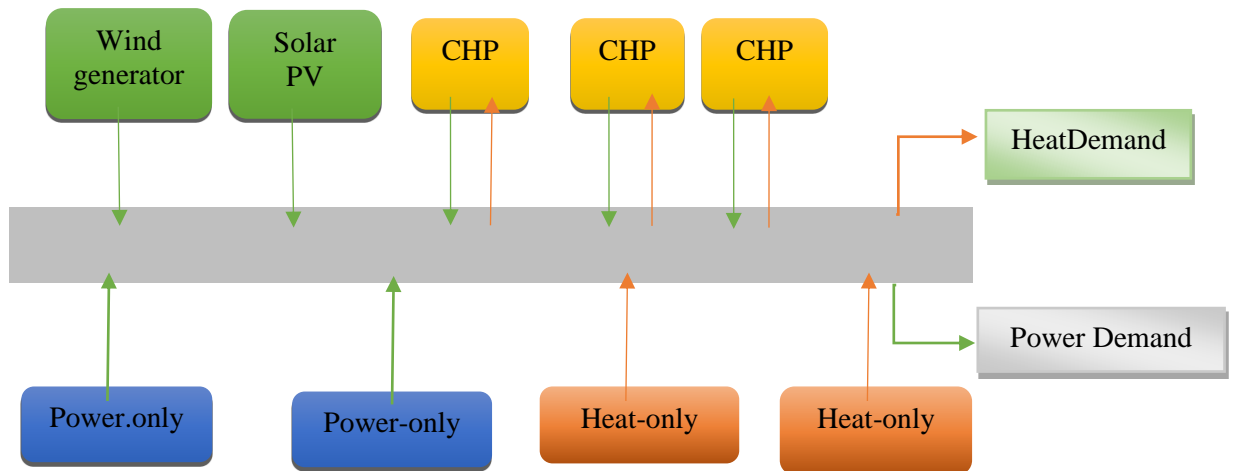 Wind
generator
Solar
PV
CHP
CHP
CHP
HeatDemand
Power Demand
Power.only
Power-only
Heat-only
Heat-only